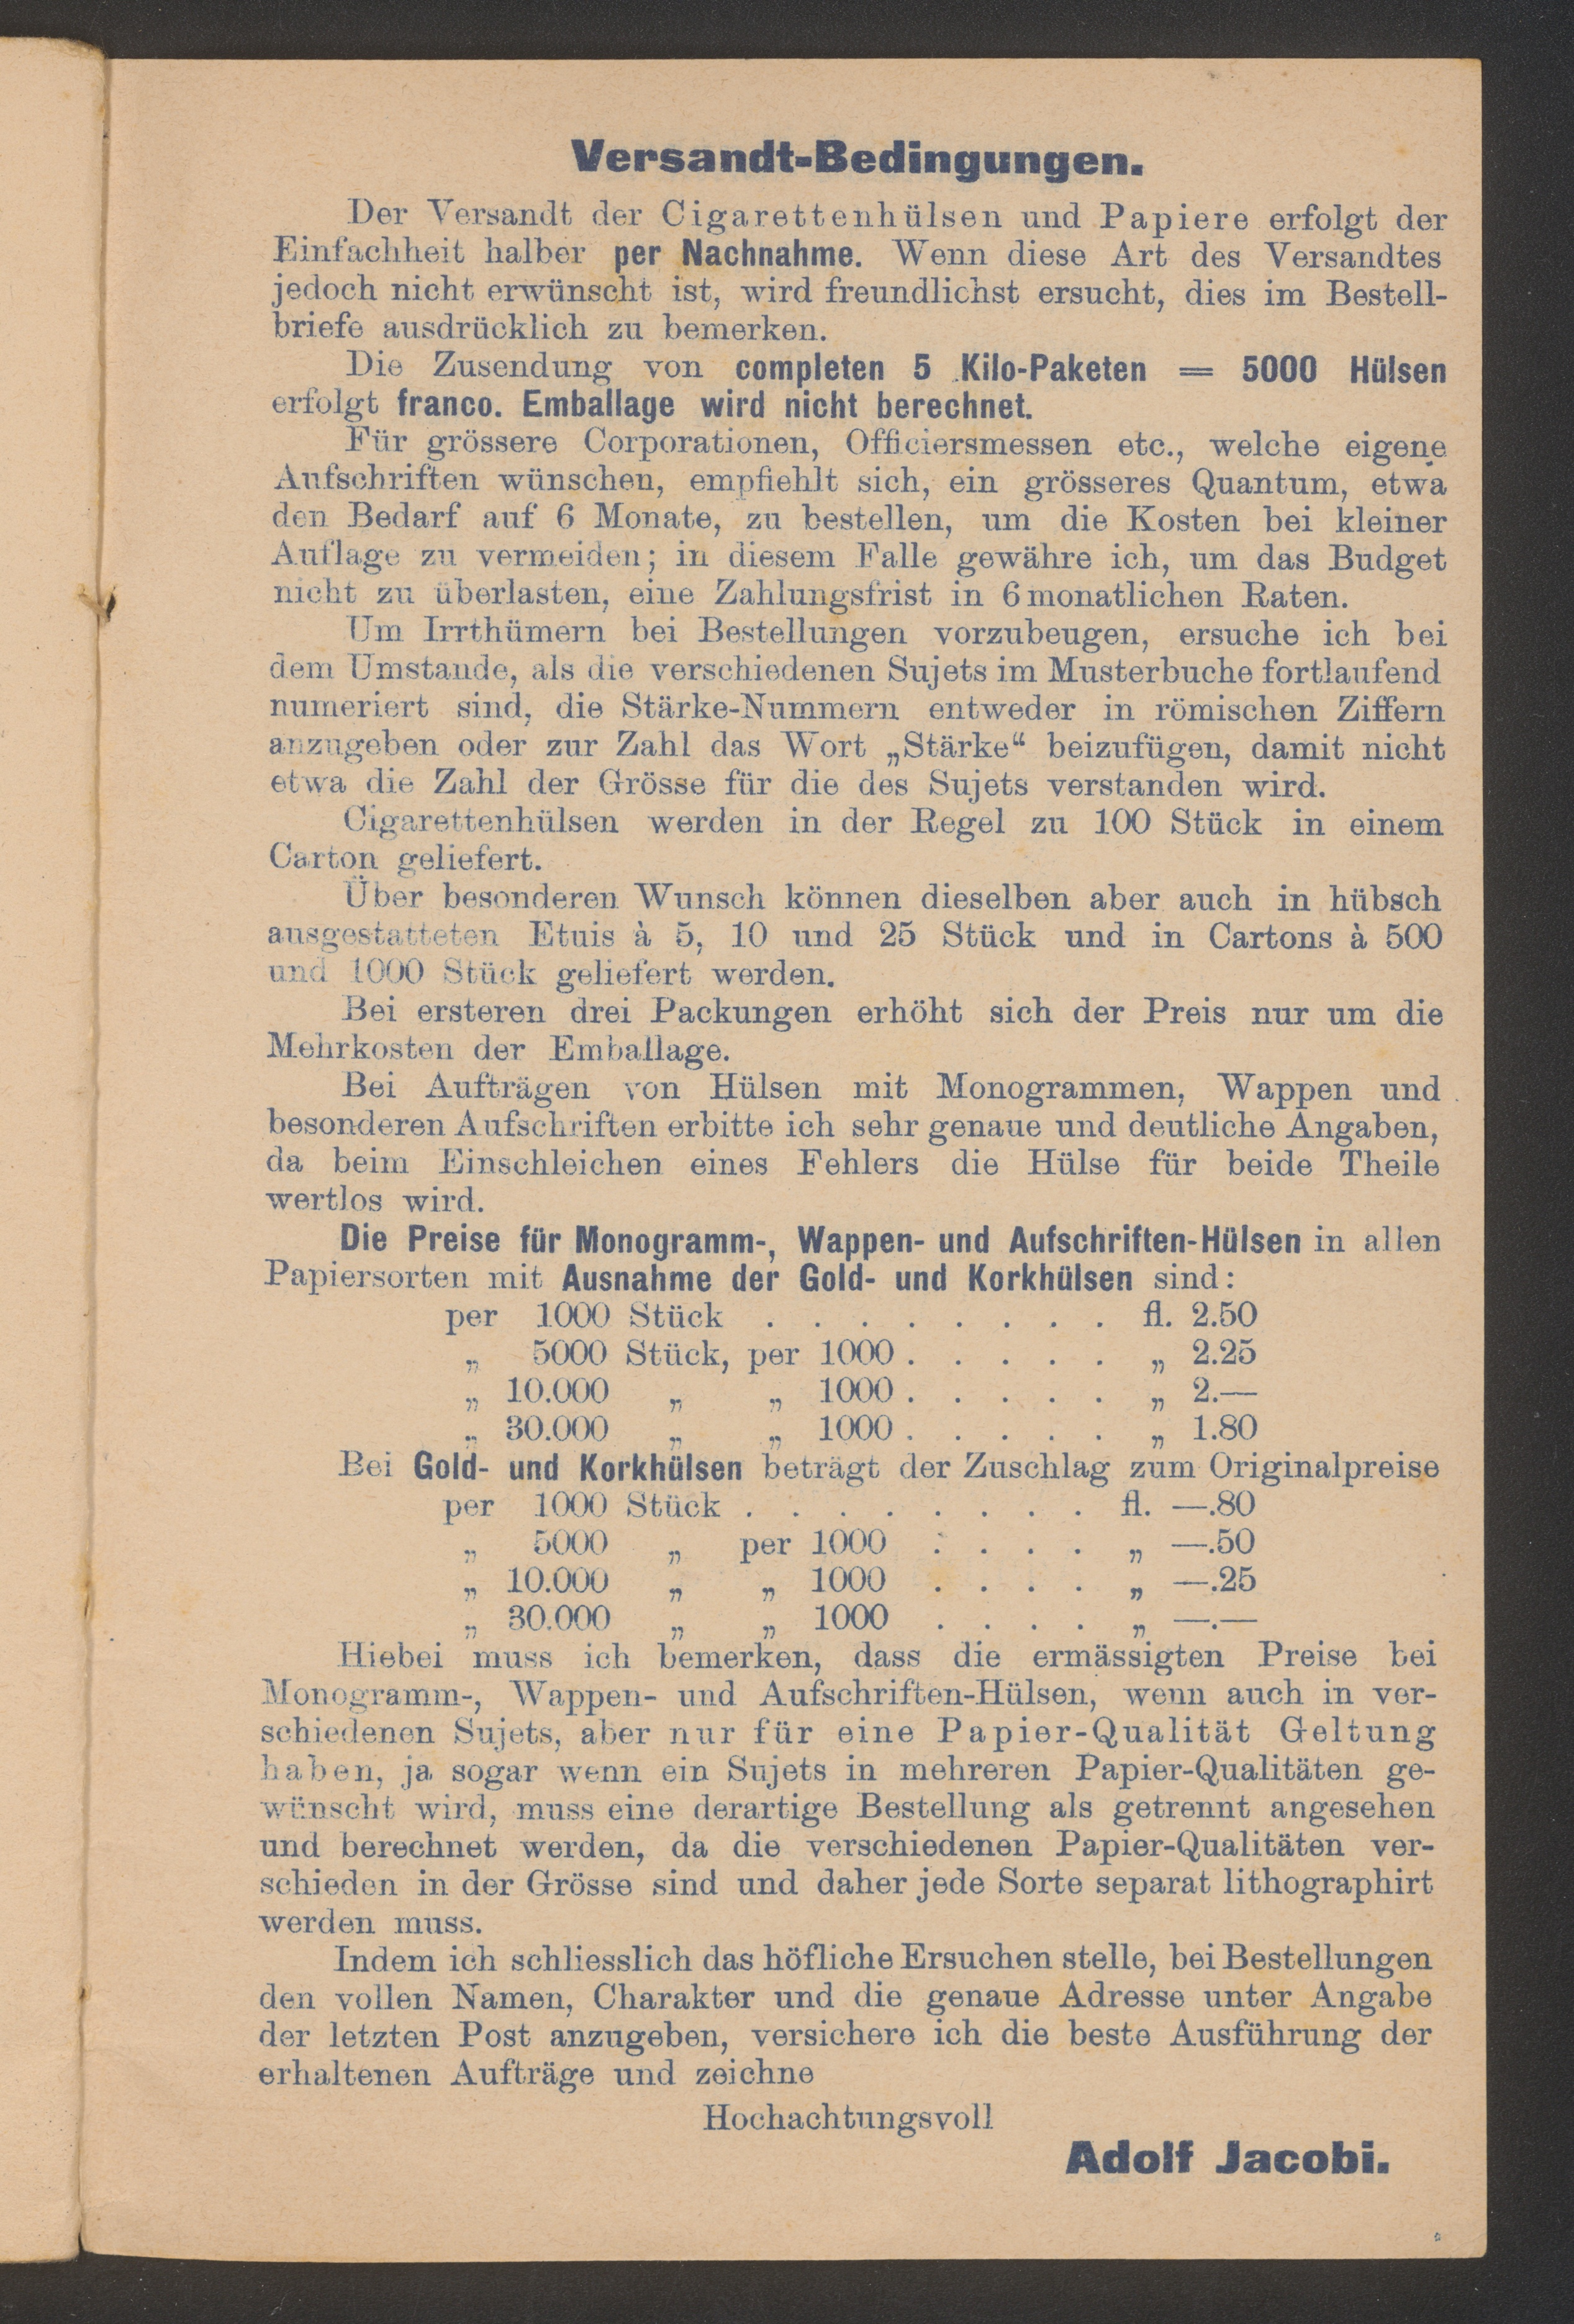 Versandt-Bedingungen.
Der Versandt der Cigarettenhülsen und Papiere erfolgt der
Einfachheit halber per Nachnahme. Wenn diese Art des Versandtes
jedoch nicht erwünscht ist, wird freundlichst ersucht, dies im Bestell-
briefe ausdrücklich zu bemerken.
Die Zusendung von completen 5 Kilo-Paketen = 5000 Hülsen
erfolgt franco. Emballage wird nicht berechnet.
Für grössere Corporationen, Officiersmessen etc., welche eigene
Aufschriften wünschen, empfiehlt sich, ein grösseres Quantum, etwa
den Bedarf auf 6 Monate, zu bestellen, um die Kosten bei kleiner
Auflage zu vermeiden; in diesem Falle gewähre ich, um das Budget
nicht zu überlasten, eine Zahlungsfrist in 6 monatlichen Raten.
Um Irrthümern bei Bestellungen vorzubeugen, ersuche ich bei
dem Umstande, als die verschiedenen Sujets im Musterbuche fortlaufend
numeriert sind, die Stärke-Nummern entweder in römischen Ziffern
anzugeben oder zur Zahl das Wort „Stärke“ beizufügen, damit nicht
etwa die Zahl der Grösse für die des Sujets verstanden wird.
Cigarettenhülsen werden in der Regel zu 100 Stück in einem
Carton geliefert.
Über besonderen Wunsch können dieselben aber auch in hübsch
ausgestatteten Etuis à 5, 10 und 25 Stück und in Cartons à 500
und 1000 Stück geliefert werden.
Bei ersteren drei Packungen erhöht sich der Preis nur um die
Mehrkosten der Emballage.
Bei Aufträgen von Hülsen mit Monogrammen, Wappen und
besonderen Aufschriften erbitte ich sehr genaue und deutliche Angaben,
da beim Einschleichen eines Fehlers die Hülse für beide Theile
wertlos wird.
Die Preise für Monogramm-, Wappen- und Aufschriften-Hülsen in allen
Papiersorten mit Ausnahme der Gold- und Korkhülsen sind:
per 1000 Stück . . . . . . . . fl. 2.50
„ 5000 Stück, per 1000 . . . . . „ 2.25
„ 10.000 „ „ 1000 . . . . . „ 2.—
„ 30.000 „ „ 1000 . . . . . „ 1.80
Bei Gold- und Korkhülsen beträgt der Zuschlag zum Originalpreise
per 1000 Stück . . . . . . . . fl. —.80
„ 5000 „ per 1000 . . . . „ —.50
„ 10.000 „ „ 1000 . . . . „ —.25
„ 30.000 „ „ 1000 . . . . „ —.—
Hiebei muss ich bemerken, dass die ermässigten Preise bei
Monogramm-, Wappen- und Aufschriften-Hülsen, wenn auch in ver-
schiedenen Sujets, aber nur für eine Papier-Qualität Geltung
haben, ja sogar wenn ein Sujets in mehreren Papier-Qualitäten ge-
wünscht wird, muss eine derartige Bestellung als getrennt angesehen
und berechnet werden, da die verschiedenen Papier-Qualitäten ver-
schieden in der Grösse sind und daher jede Sorte separat lithographirt
werden muss.
Indem ich schliesslich das höfliche Ersuchen stelle, bei Bestellungen
den vollen Namen, Charakter und die genaue Adresse unter Angabe
der letzten Post anzugeben, versichere ich die beste Ausführung der
erhaltenen Aufträge und zeichne
Hochachtungsvoll
Adolf Jacobi.